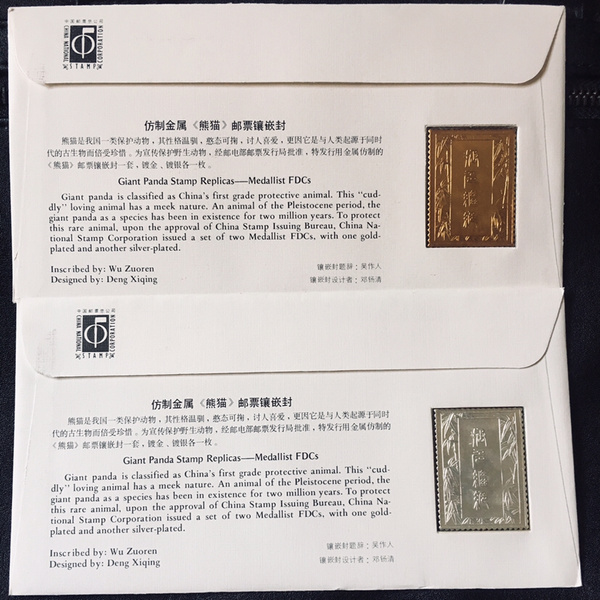 中国邮票总公司
CHINA NATIONAL
STAMP
CORPORATION
仿制金属《熊猫》邮票镶嵌封
熊猫是我国一类保护动物，其性格温驯，憨态可掬，讨人喜爱，更因它是与人类起源于同时
代的古生物而倍受珍惜。为宣传保护野生动物，经邮电部邮票发行局批准，特发行用金属仿制的
《熊猫》邮票镶嵌封一套，镀金、镀银各一枚。
Giant Panda Stamp Replicas——Medallist FDCs
Giant panda is classified as China's first grade protective animal. This "cud-
dly" loving animal has a meek nature. An animal of the Pleistocene period, the
giant panda as a species has been in existence for two million years. To protect
this rare animal, upon the approval of China Stamp Issuing Bureau, China Na-
tional Stamp Corporation issued a set of two Medallist FDCs, with one gold-
plated and another silver-plated.
Inscribed by: Wu Zuoren
Designed by: Deng Xiqing
镶嵌封题辞：吴作人
镶嵌封设计者：邓杨清
中国邮票总公司
CHINA NATIONAL
STAMP
CORPORATION
仿制金属《熊猫》邮票镶嵌封
熊猫是我国一类保护动物，其性格温驯，憨态可掬，讨人喜爱，更因它是与人类起源于同时
代的古生物而倍受珍惜。为宣传保护野生动物，经邮电部邮票发行局批准，特发行用金属仿制的
《熊猫》邮票镶嵌封一套，镀金、镀银各一枚。
Giant Panda Stamp Replicas——Medallist FDCs
Giant panda is classified as China's first grade protective animal. This "cud-
dly" loving animal has a meek nature. An animal of the Pleistocene period, the
giant panda as a species has been in existence for two million years. To protect
this rare animal, upon the approval of China Stamp Issuing Bureau, China Na-
tional Stamp Corporation issued a set of two Medallist FDCs, with one gold-
plated and another silver-plated.
Inscribed by: Wu Zuoren
Designed by: Deng Xiqing
镶嵌封题辞：吴作人
镶嵌封设计者：邓杨清